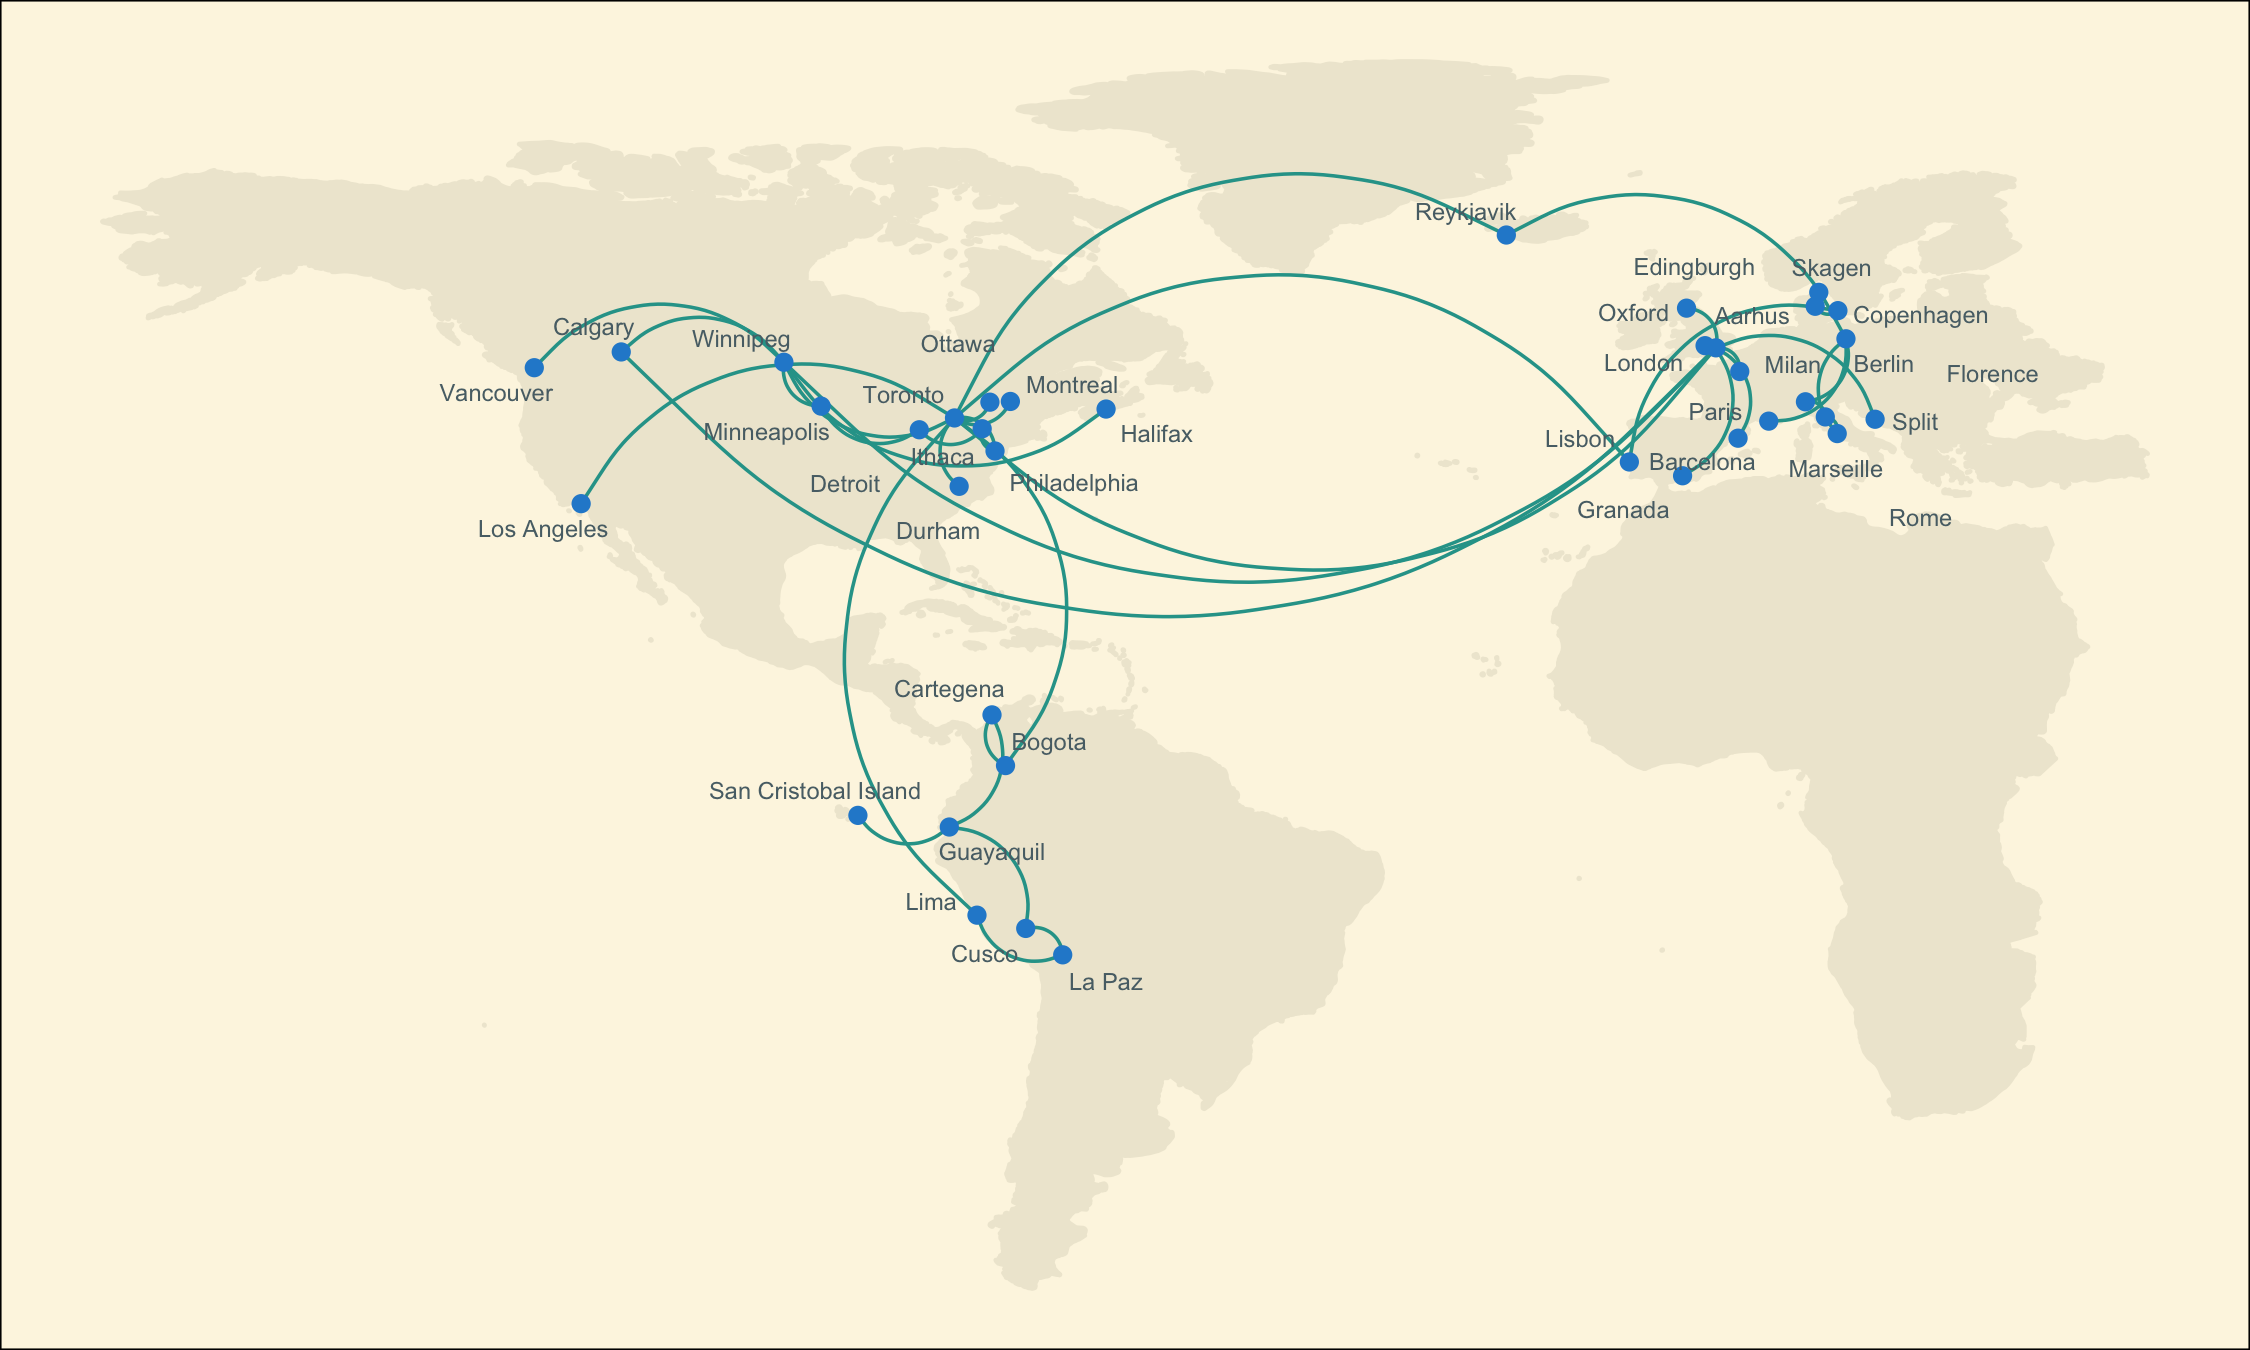 Reykjavik
Edingburgh
Skagen
Oxford
Aarhus
Copenhagen
Calgary
Winnipeg
Ottawa
London
Milan
Berlin
Florence
Vancouver
Toronto
Montreal
Paris
Split
Minneapolis
Halifax
Lisbon
Ithaca
Barcelona
Marseille
Detroit
Philadelphia
Granada
Rome
Los Angeles
Durham
Cartegena
Bogota
San Cristobal Island
Guayaquil
Lima
Cusco
La Paz